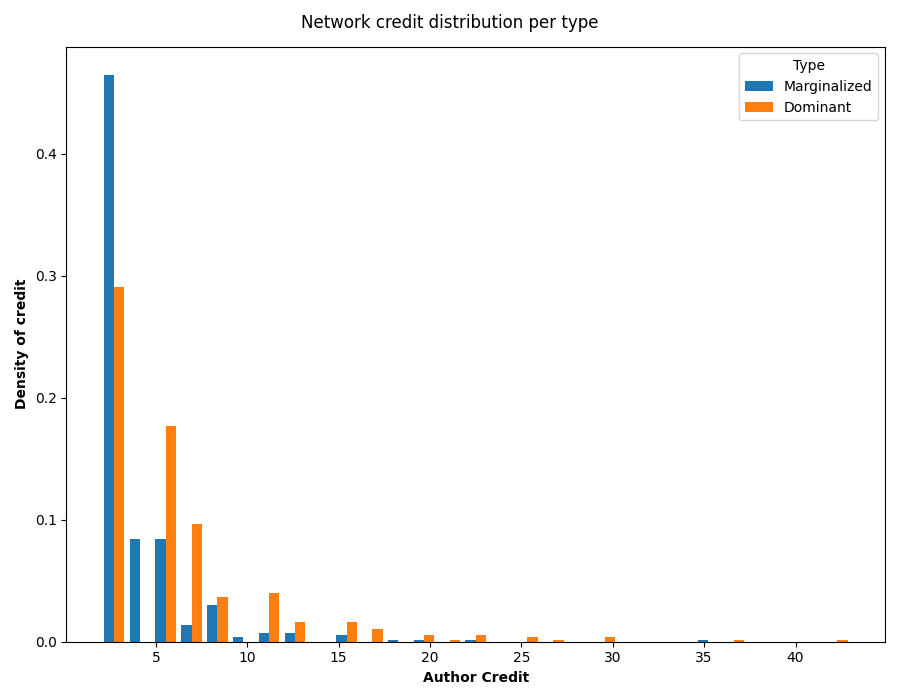 Network credit distribution per type
Type
Marginalized
Dominant
Density of credit
0.4
0.3
0.2
0.1
0.0
5 10 15 20 25 30 35 40
Author Credit